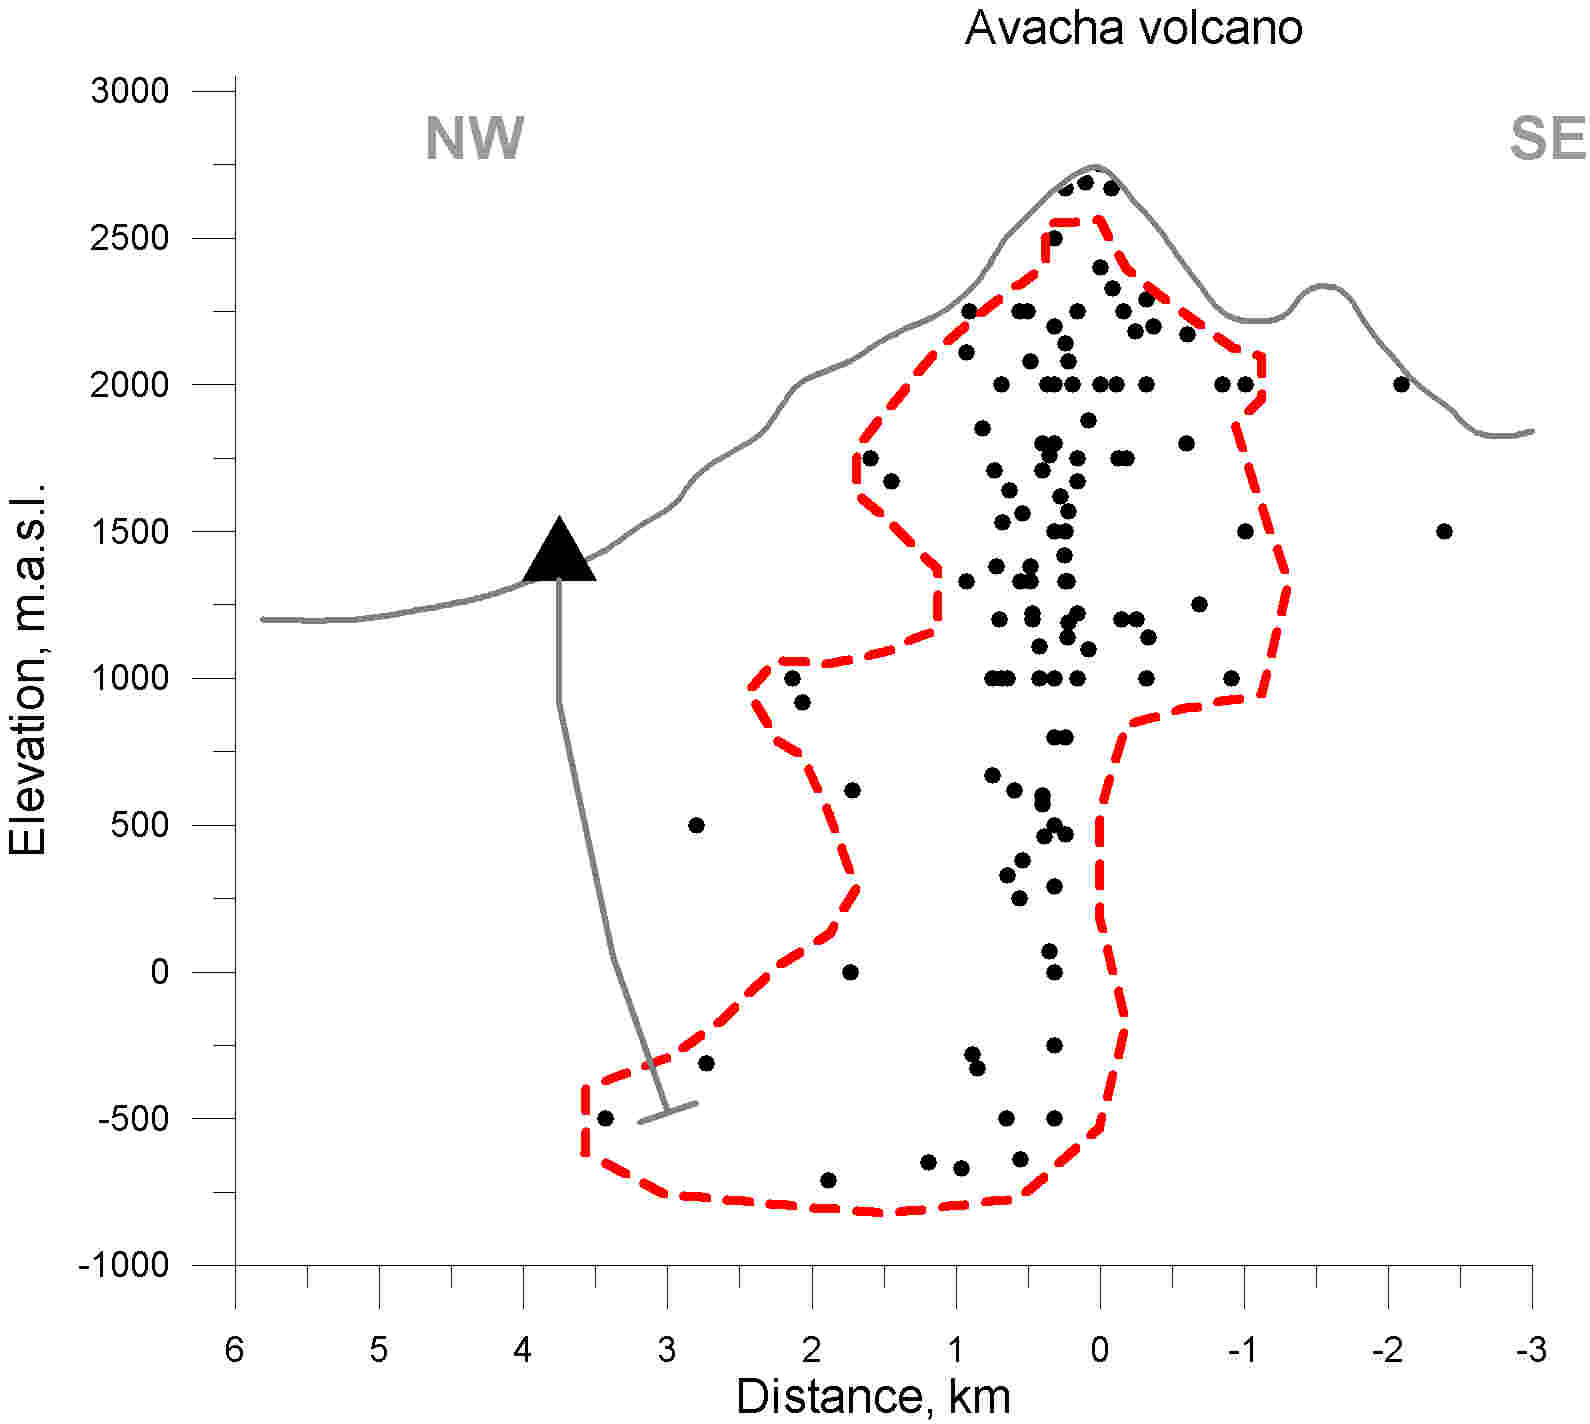 Avacha volcano
NW
SE
3000
2500
2000
1500
1000
500
0
-500
-1000
Elevation, m.a.s.l.
6 5 4 3 2 1 0 -1 -2 -3
Distance, km